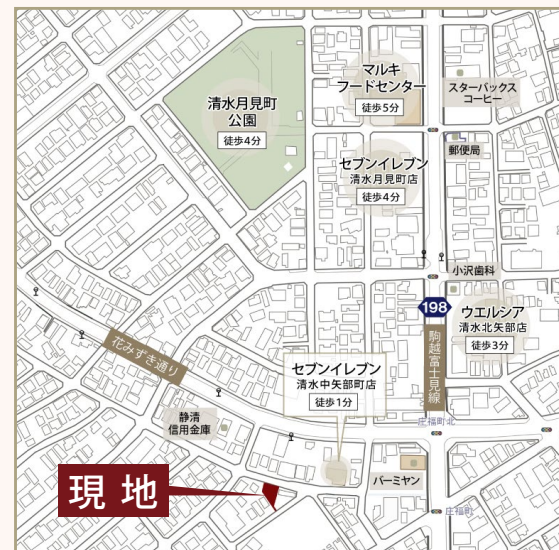 清水月見町
公園
徒歩4分
マルキ
フードセンター
徒歩5分
スターバックス
コーヒー
郵便局
セブンイレブン
清水月見町店
徒歩4分
小沢歯科
198
駒越富士見線
ウエルシア
清水北矢部店
徒歩3分
花みずき通り
セブンイレブン
清水中矢部町店
徒歩1分
静清
信用金庫
庄福町北
バーミヤン
現地
庄福町